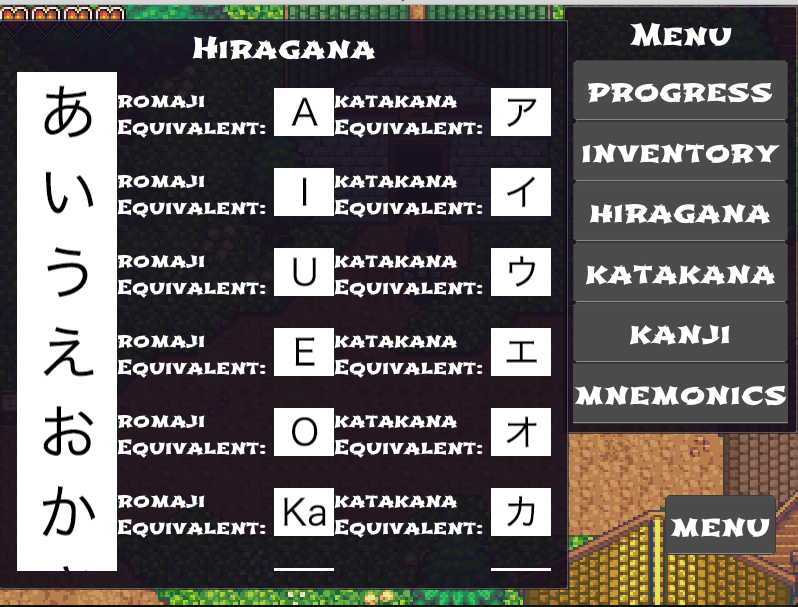 HIRAGANA
あ ROMAJI EQUIVALENT: A KATAKANA EQUIVALENT: ア
い ROMAJI EQUIVALENT: I KATAKANA EQUIVALENT: イ
う ROMAJI EQUIVALENT: U KATAKANA EQUIVALENT: ウ
え ROMAJI EQUIVALENT: E KATAKANA EQUIVALENT: エ
お ROMAJI EQUIVALENT: O KATAKANA EQUIVALENT: オ
か ROMAJI EQUIVALENT: Ka KATAKANA EQUIVALENT: カ
MENU
PROGRESS
INVENTORY
HIRAGANA
KATAKANA
KANJI
MNEMONICS
MENU